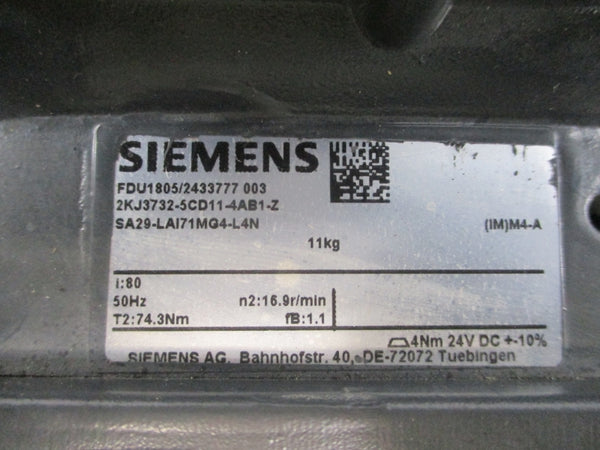 SIEMENS
FDU1805/2433777 003
2KJ3732-5CD11-4AB1-Z
SA29-LAI71MG4-L4N (IM)M4-A
11kg
i:80
50Hz n2:16.9r/min
T2:74.3Nm fB:1.1
4Nm 24V DC +-10%
SIEMENS AG, Bahnhofstr. 40, DE-72072 Tuebingen